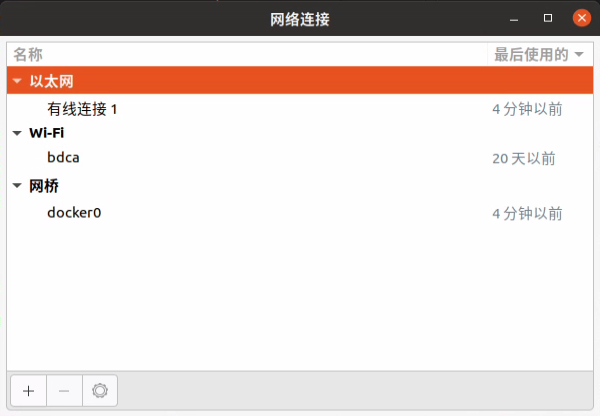 网络连接
名称 最后使用的
以太网
有线连接 1 4 分钟以前
Wi-Fi
bdca 20 天以前
网桥
docker0 4 分钟以前